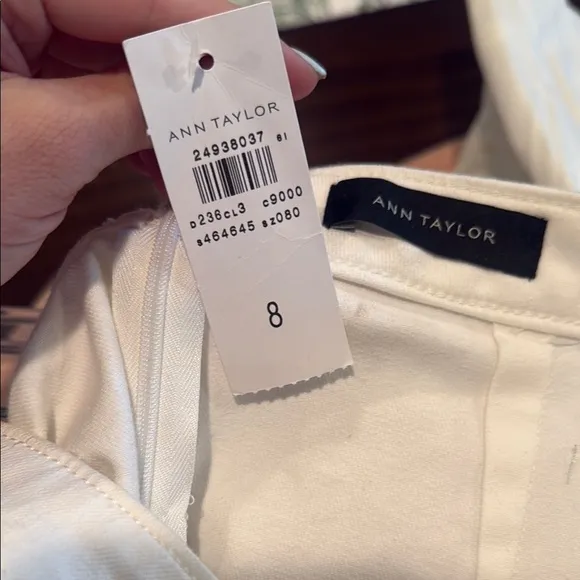 ANN TAYLOR
24938037 81
D236CL3 C9000
S464645 SZ080
8
ANN TAYLOR